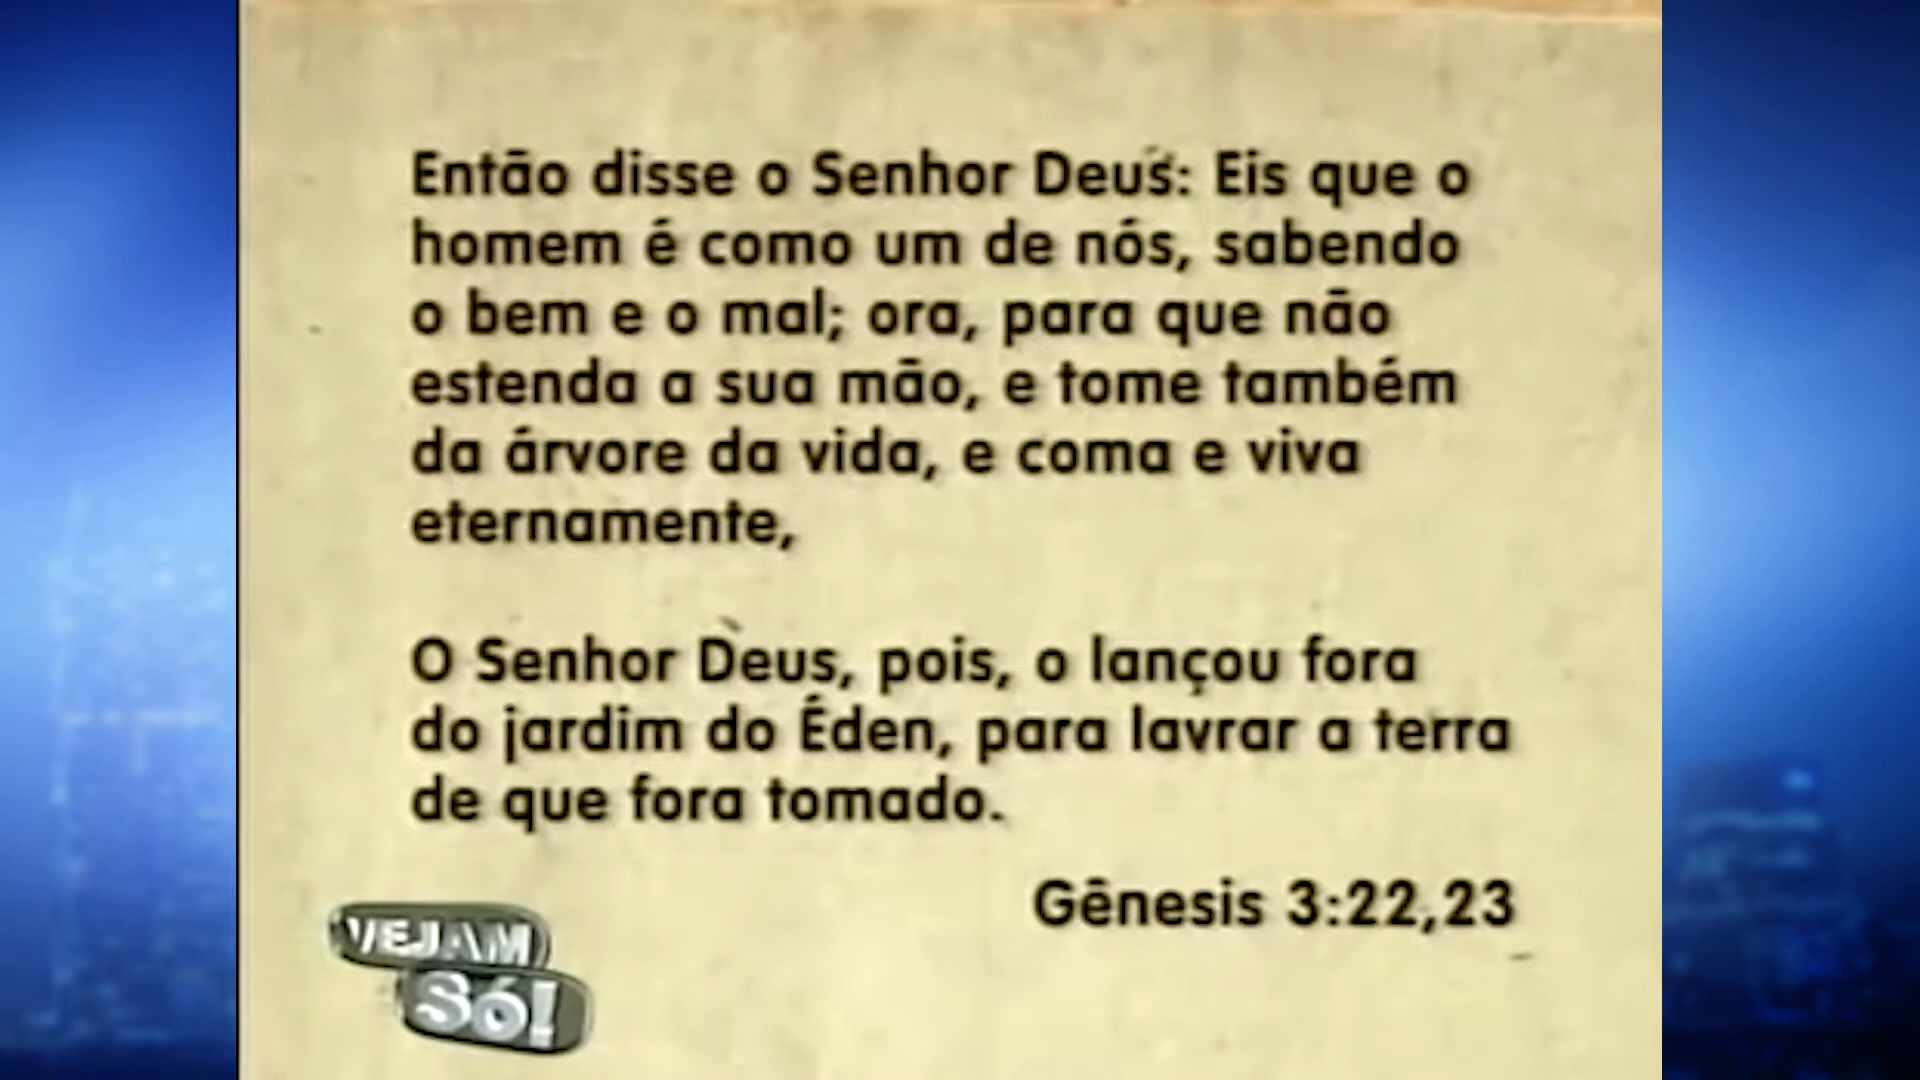 Então disse o Senhor Deus: Eis que o
homem é como um de nós, sabendo
o bem e o mal; ora, para que não
estenda a sua mão, e tome também
da árvore da vida, e coma e viva
eternamente,
O Senhor Deus, pois, o lançou fora
do jardim do Éden, para lavrar a terra
de que fora tomado.
Gênesis 3:22,23
VEJAM
Só!